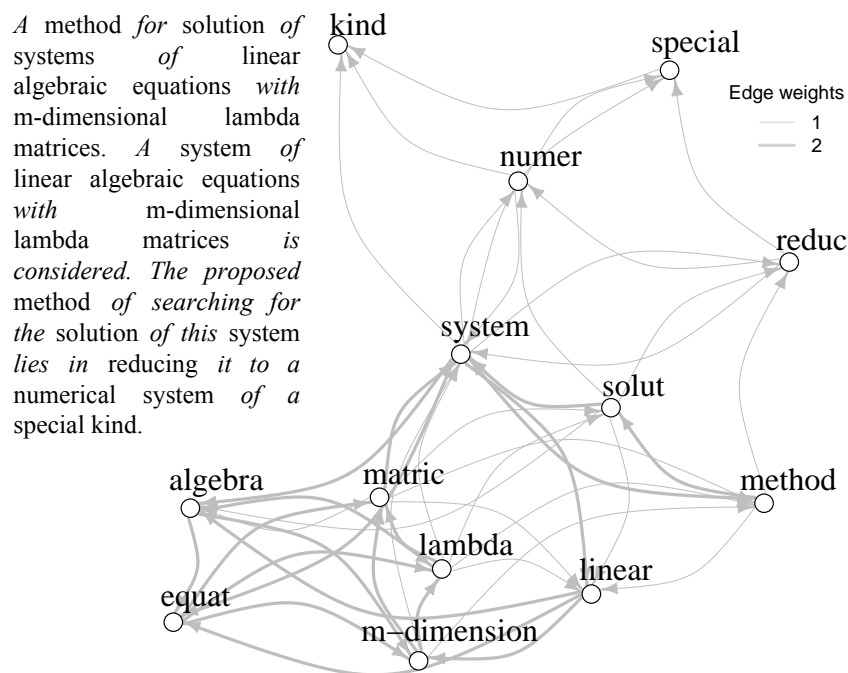 A method for solution of
systems of linear
algebraic equations with
m-dimensional lambda
matrices. A system of
linear algebraic equations
with m-dimensional
lambda matrices is
considered. The proposed
method of searching for
the solution of this system
lies in reducing it to a
numerical system of a
special kind.
kind
special
Edge weights
1
2
numer
reduc
system
solut
algebra
matric
method
lambda
linear
equat
m−dimension